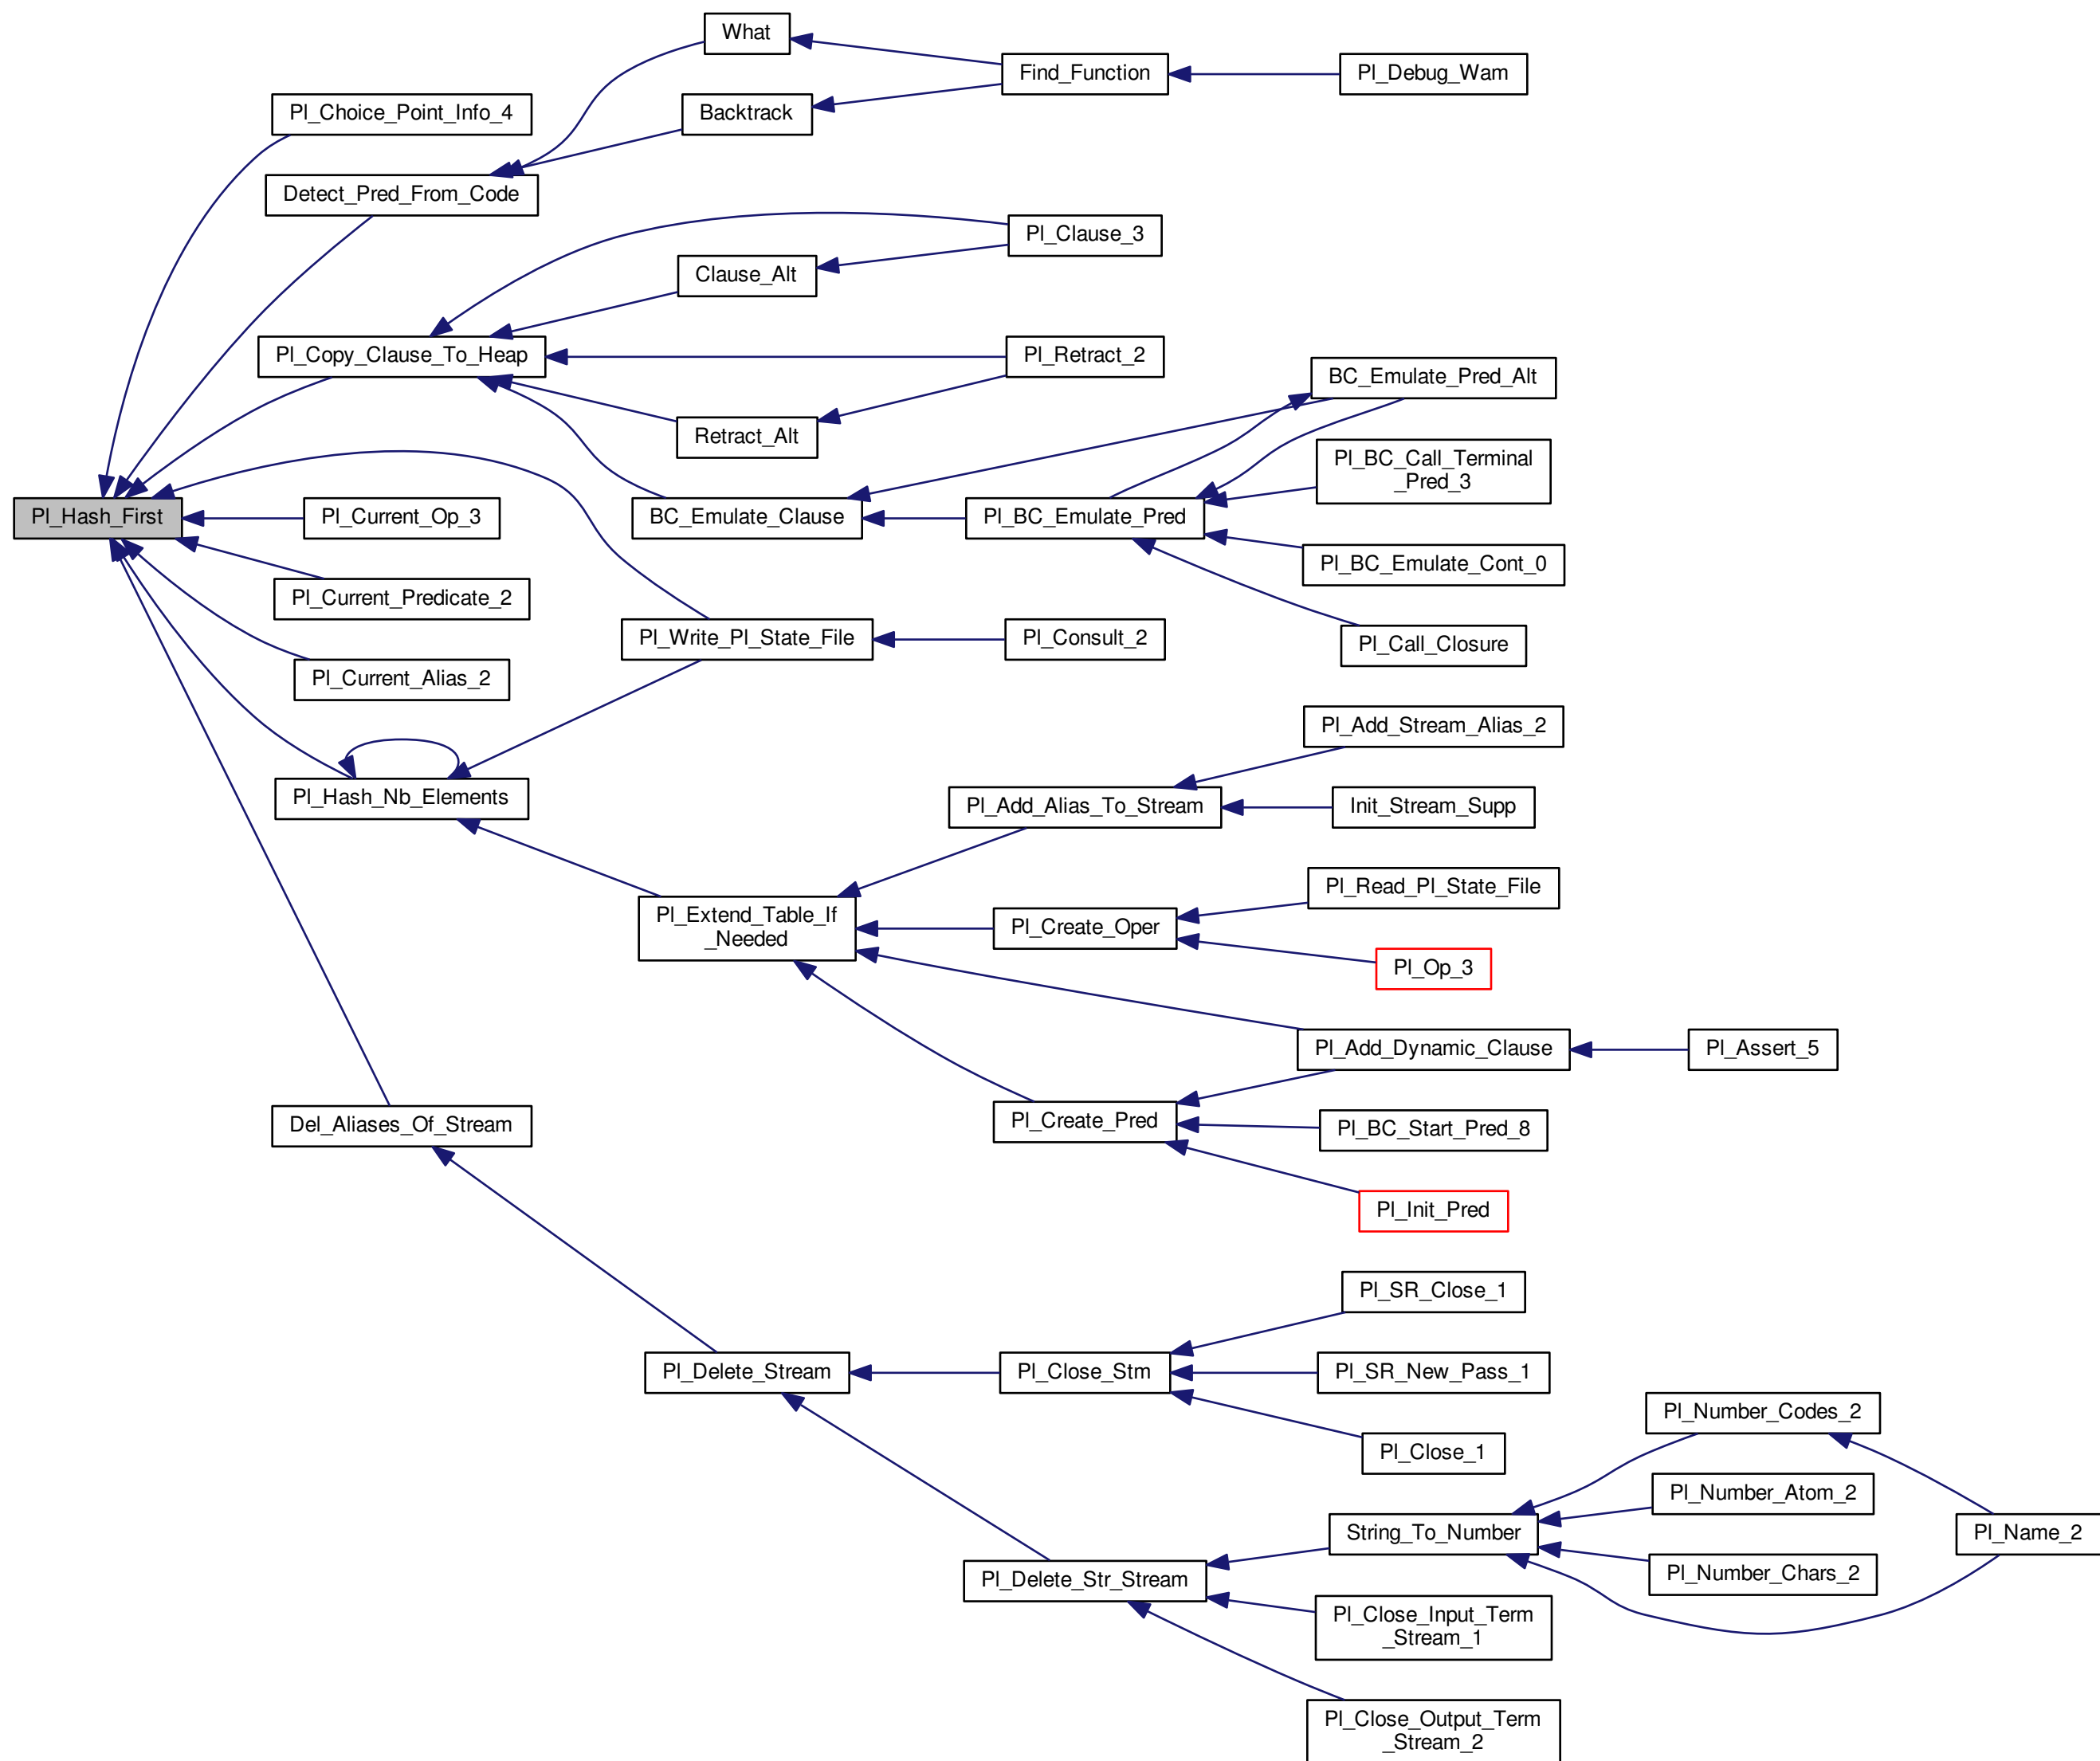 What
Find_Function
Pl_Debug_Wam
Pl_Choice_Point_Info_4
Backtrack
Detect_Pred_From_Code
Pl_Clause_3
Clause_Alt
Pl_Copy_Clause_To_Heap
Pl_Retract_2
BC_Emulate_Pred_Alt
Retract_Alt
Pl_BC_Call_Terminal
_Pred_3
Pl_Hash_First
Pl_Current_Op_3
BC_Emulate_Clause
Pl_BC_Emulate_Pred
Pl_BC_Emulate_Cont_0
Pl_Current_Predicate_2
Pl_Write_Pl_State_File
Pl_Consult_2
Pl_Call_Closure
Pl_Current_Alias_2
Pl_Add_Stream_Alias_2
Pl_Hash_Nb_Elements
Pl_Add_Alias_To_Stream
Init_Stream_Supp
Pl_Read_Pl_State_File
Pl_Extend_Table_If
_Needed
Pl_Create_Oper
Pl_Op_3
Pl_Add_Dynamic_Clause
Pl_Assert_5
Del_Aliases_Of_Stream
Pl_Create_Pred
Pl_BC_Start_Pred_8
Pl_Init_Pred
Pl_SR_Close_1
Pl_Delete_Stream
Pl_Close_Stm
Pl_SR_New_Pass_1
Pl_Number_Codes_2
Pl_Close_1
Pl_Number_Atom_2
String_To_Number
Pl_Name_2
Pl_Delete_Str_Stream
Pl_Number_Chars_2
Pl_Close_Input_Term
_Stream_1
Pl_Close_Output_Term
_Stream_2